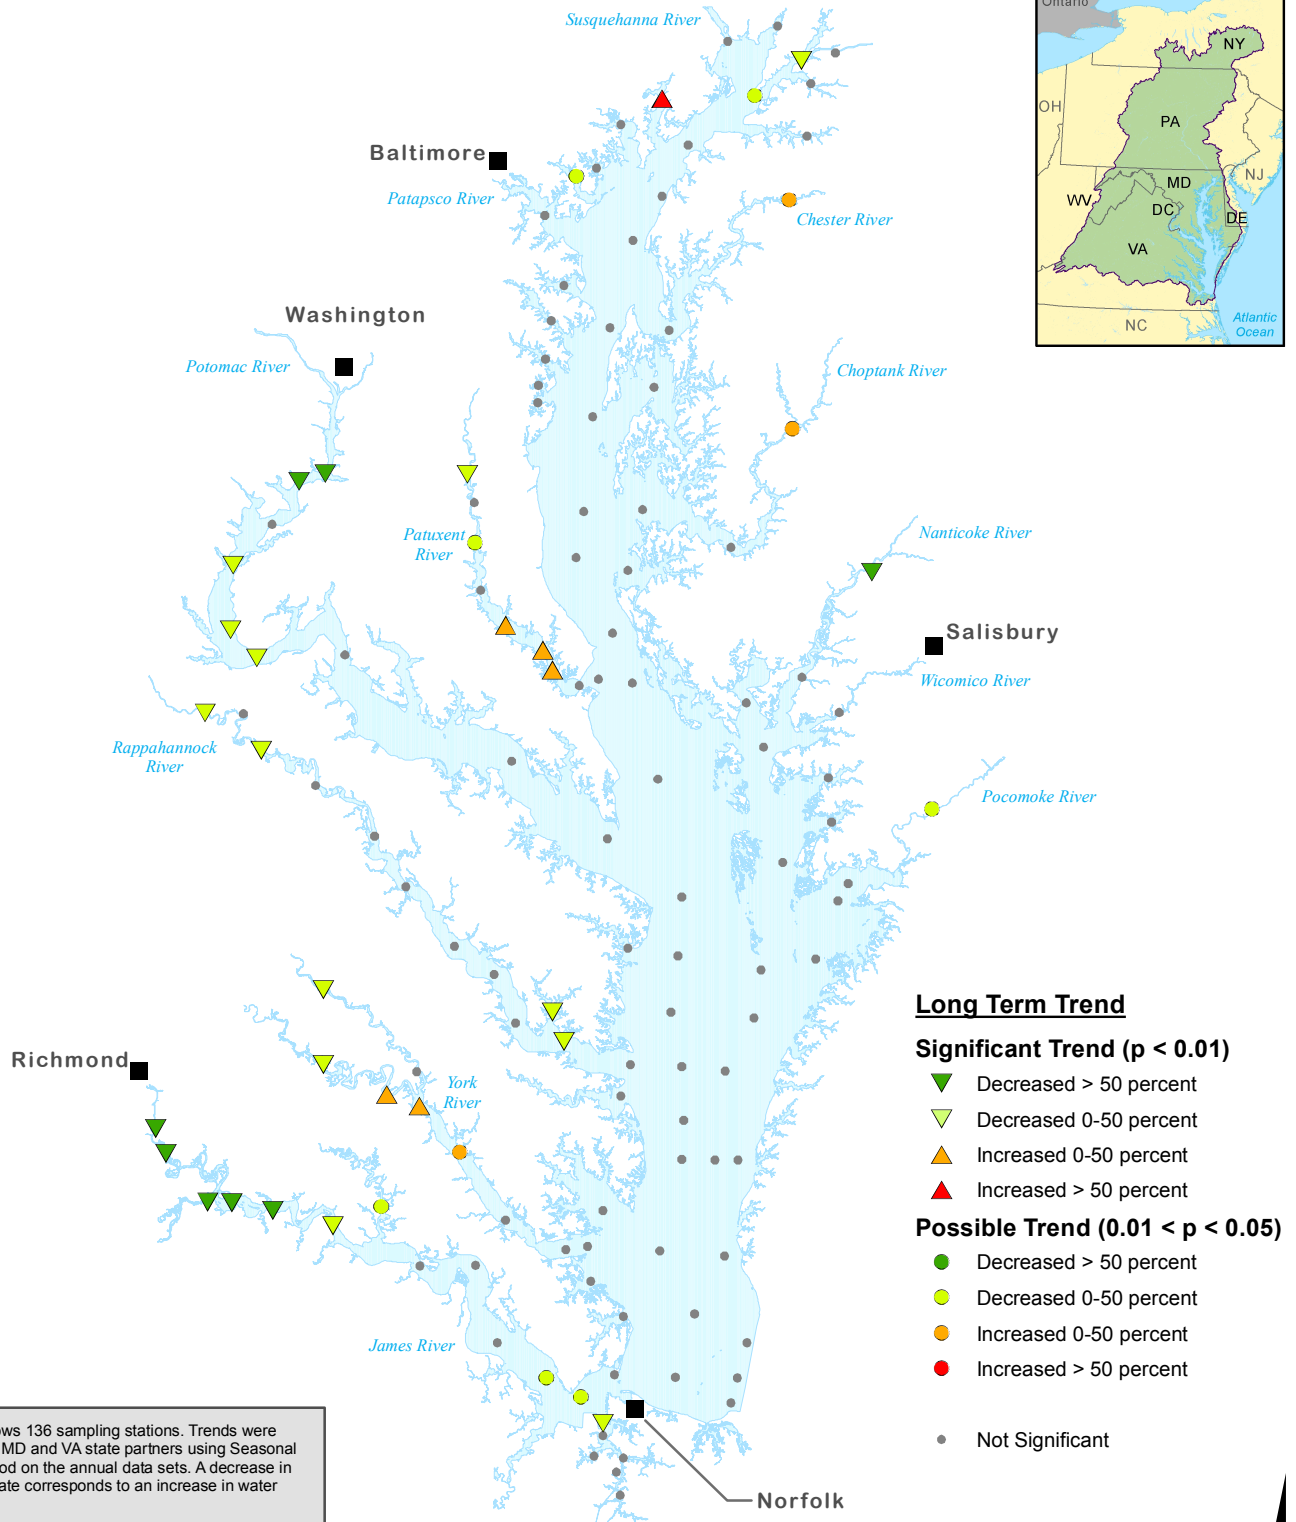 Susquehanna River
Ontario
NY
OH
PA
NJ
WV
MD
DC
DE
VA
NC
Atlantic
Ocean
Baltimore
Patapsco River
Chester River
Washington
Potomac River
Choptank River
Patuxent
River
Nanticoke River
Salisbury
Wicomico River
Rappahannock
River
Pocomoke River
Richmond
York
River
James River
Norfolk
Long Term Trend
Significant Trend (p < 0.01)
Decreased > 50 percent
Decreased 0-50 percent
Increased 0-50 percent
Increased > 50 percent
Possible Trend (0.01 < p < 0.05)
Decreased > 50 percent
Decreased 0-50 percent
Increased 0-50 percent
Increased > 50 percent
Not Significant
ows 136 sampling stations. Trends were
MD and VA state partners using Seasonal
od on the annual data sets. A decrease in
ate corresponds to an increase in water